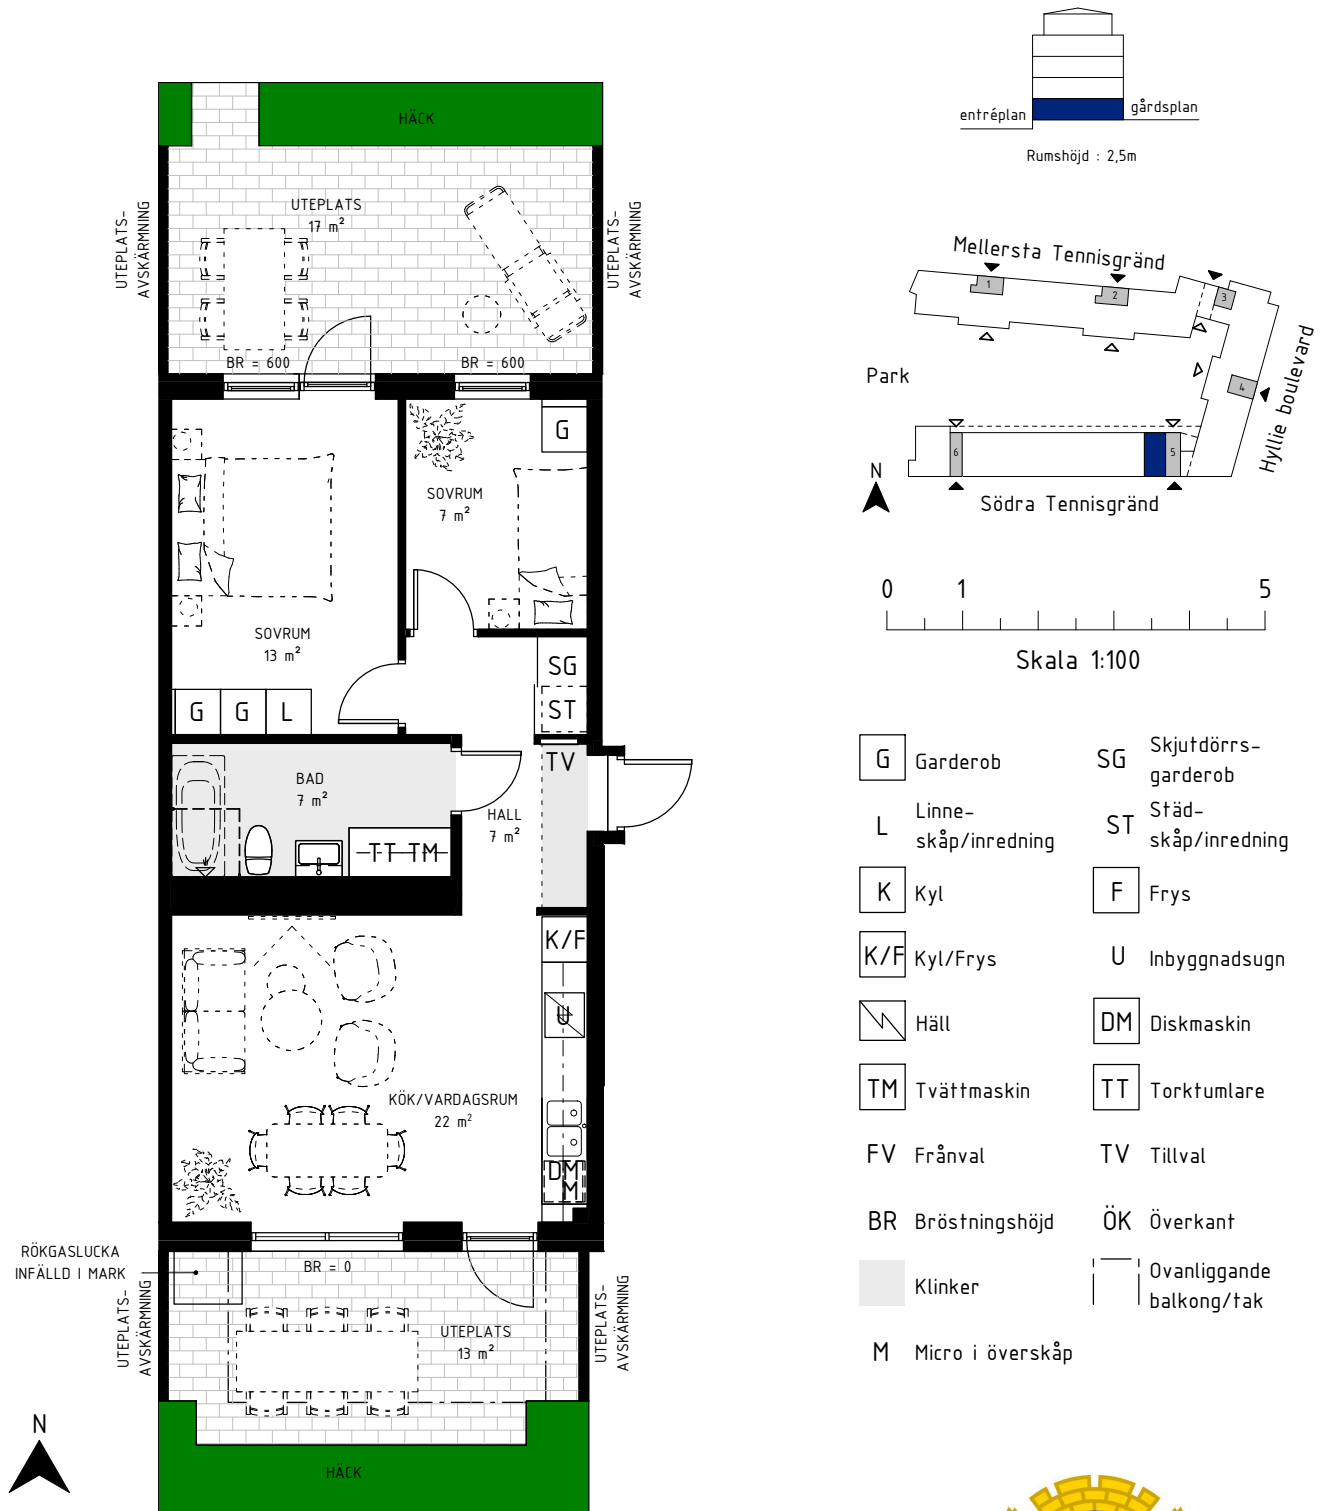 HÄCK
UTEPLATS
17 m²
UTEPLATS-
AVSKÄRMNING
UTEPLATS-
AVSKÄRMNING
BR = 600
BR = 600
G
SOVRUM
7 m²
SOVRUM
13 m²
SG
ST
G
G
L
TV
BAD
7 m²
HALL
7 m²
TT TM
K/F
U
KÖK/VARDAGSRUM
22 m²
DM
M
RÖKGASLUCKA
INFÄLLD I MARK
BR = 0
UTEPLATS
13 m²
UTEPLATS-
AVSKÄRMNING
UTEPLATS-
AVSKÄRMNING
HÄCK
N
entréplan
gårdsplan
Rumshöjd : 2,5m
Mellersta Tennisgränd
1
2
3
4
Hyllie boulevard
Park
6
5
N
Södra Tennisgränd
0 1 5
Skala 1:100
G Garderob
SG Skjutdörrs-
garderob
L Linne-
skåp/inredning
ST Städ-
skåp/inredning
K Kyl
F Frys
K/F Kyl/Frys
U Inbyggnadsugn
Häll
DM Diskmaskin
TM Tvättmaskin
TT Torktumlare
FV Frånval
TV Tillval
BR Bröstningshöjd
ÖK Överkant
Klinker
Ovanliggande
balkong/tak
M Micro i överskåp